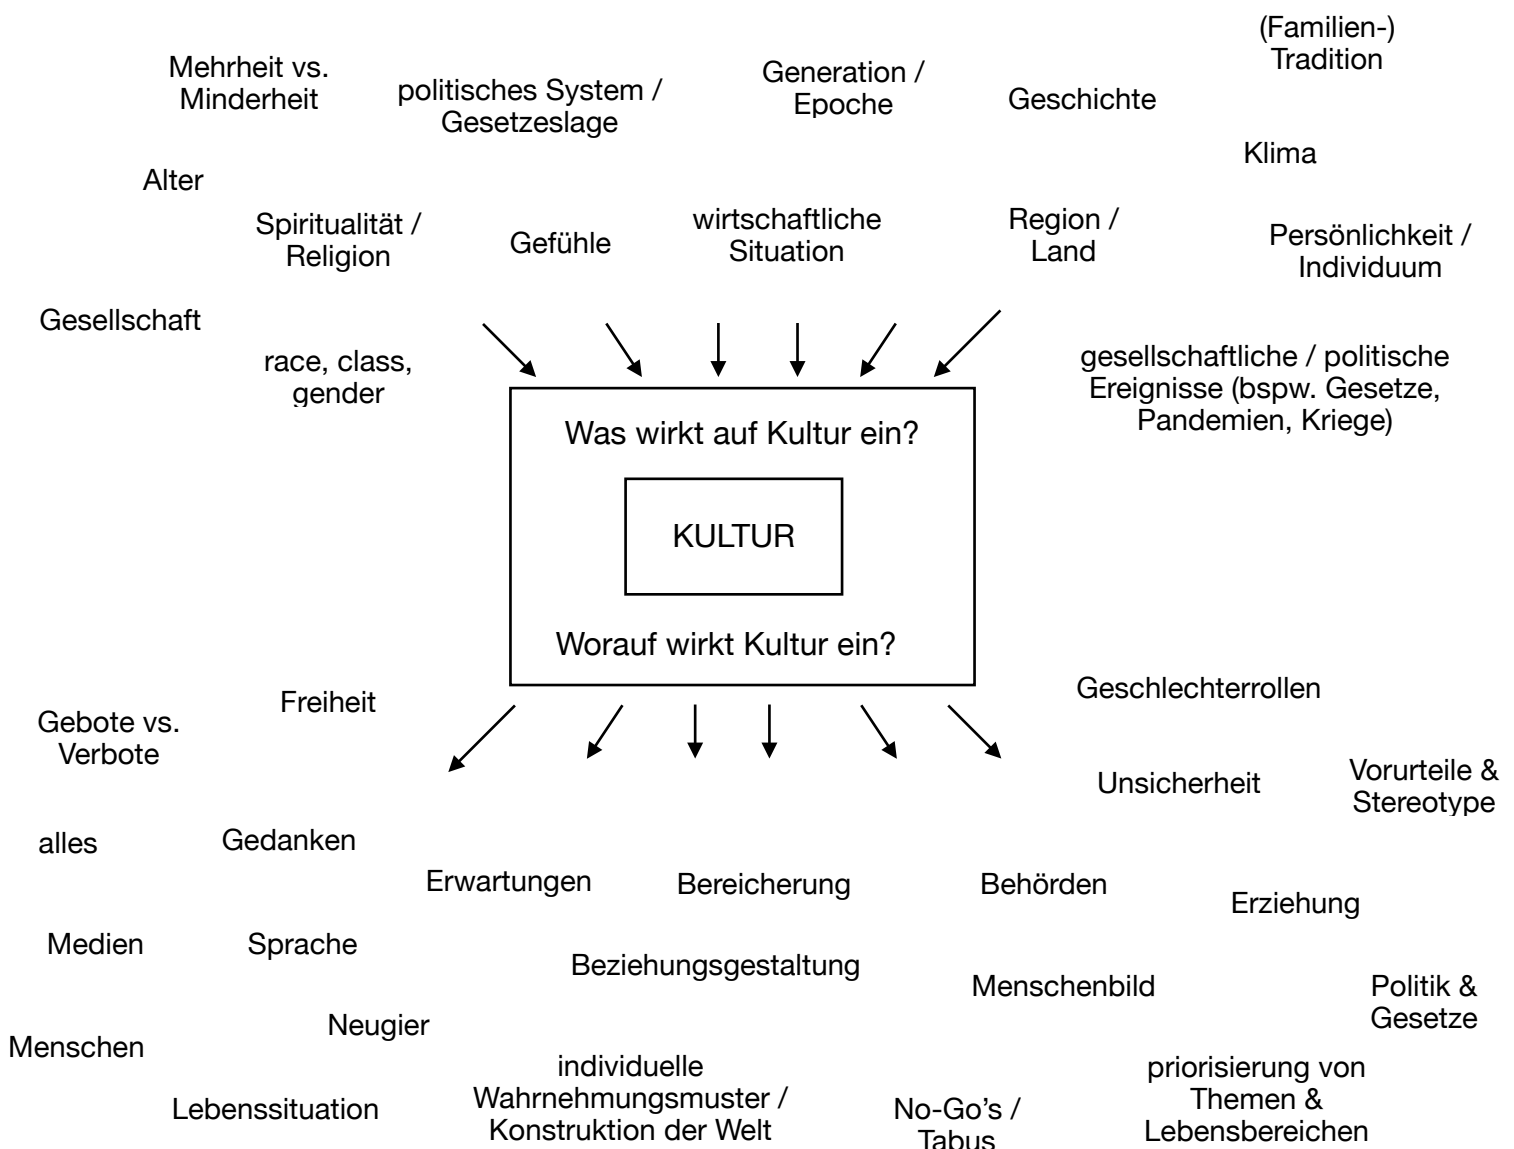 (Familien-)
Tradition
Mehrheit vs.
Minderheit
politisches System /
Gesetzeslage
Generation /
Epoche
Geschichte
Klima
Alter
Spiritualität /
Religion
Gefühle
wirtschaftliche
Situation
Region /
Land
Persönlichkeit /
Individuum
Gesellschaft
race, class,
gender
gesellschaftliche / politische
Ereignisse (bspw. Gesetze,
Pandemien, Kriege)
Was wirkt auf Kultur ein?
KULTUR
Worauf wirkt Kultur ein?
Freiheit
Geschlechterrollen
Gebote vs.
Verbote
Unsicherheit
Vorurteile &
Stereotype
alles
Gedanken
Erwartungen
Bereicherung
Behörden
Erziehung
Medien
Sprache
Beziehungsgestaltung
Menschenbild
Politik &
Gesetze
Neugier
Menschen
individuelle
Wahrnehmungsmuster /
Konstruktion der Welt
priorisierung von
Themen &
Lebensbereichen
Lebenssituation
No-Go’s /
Tabus